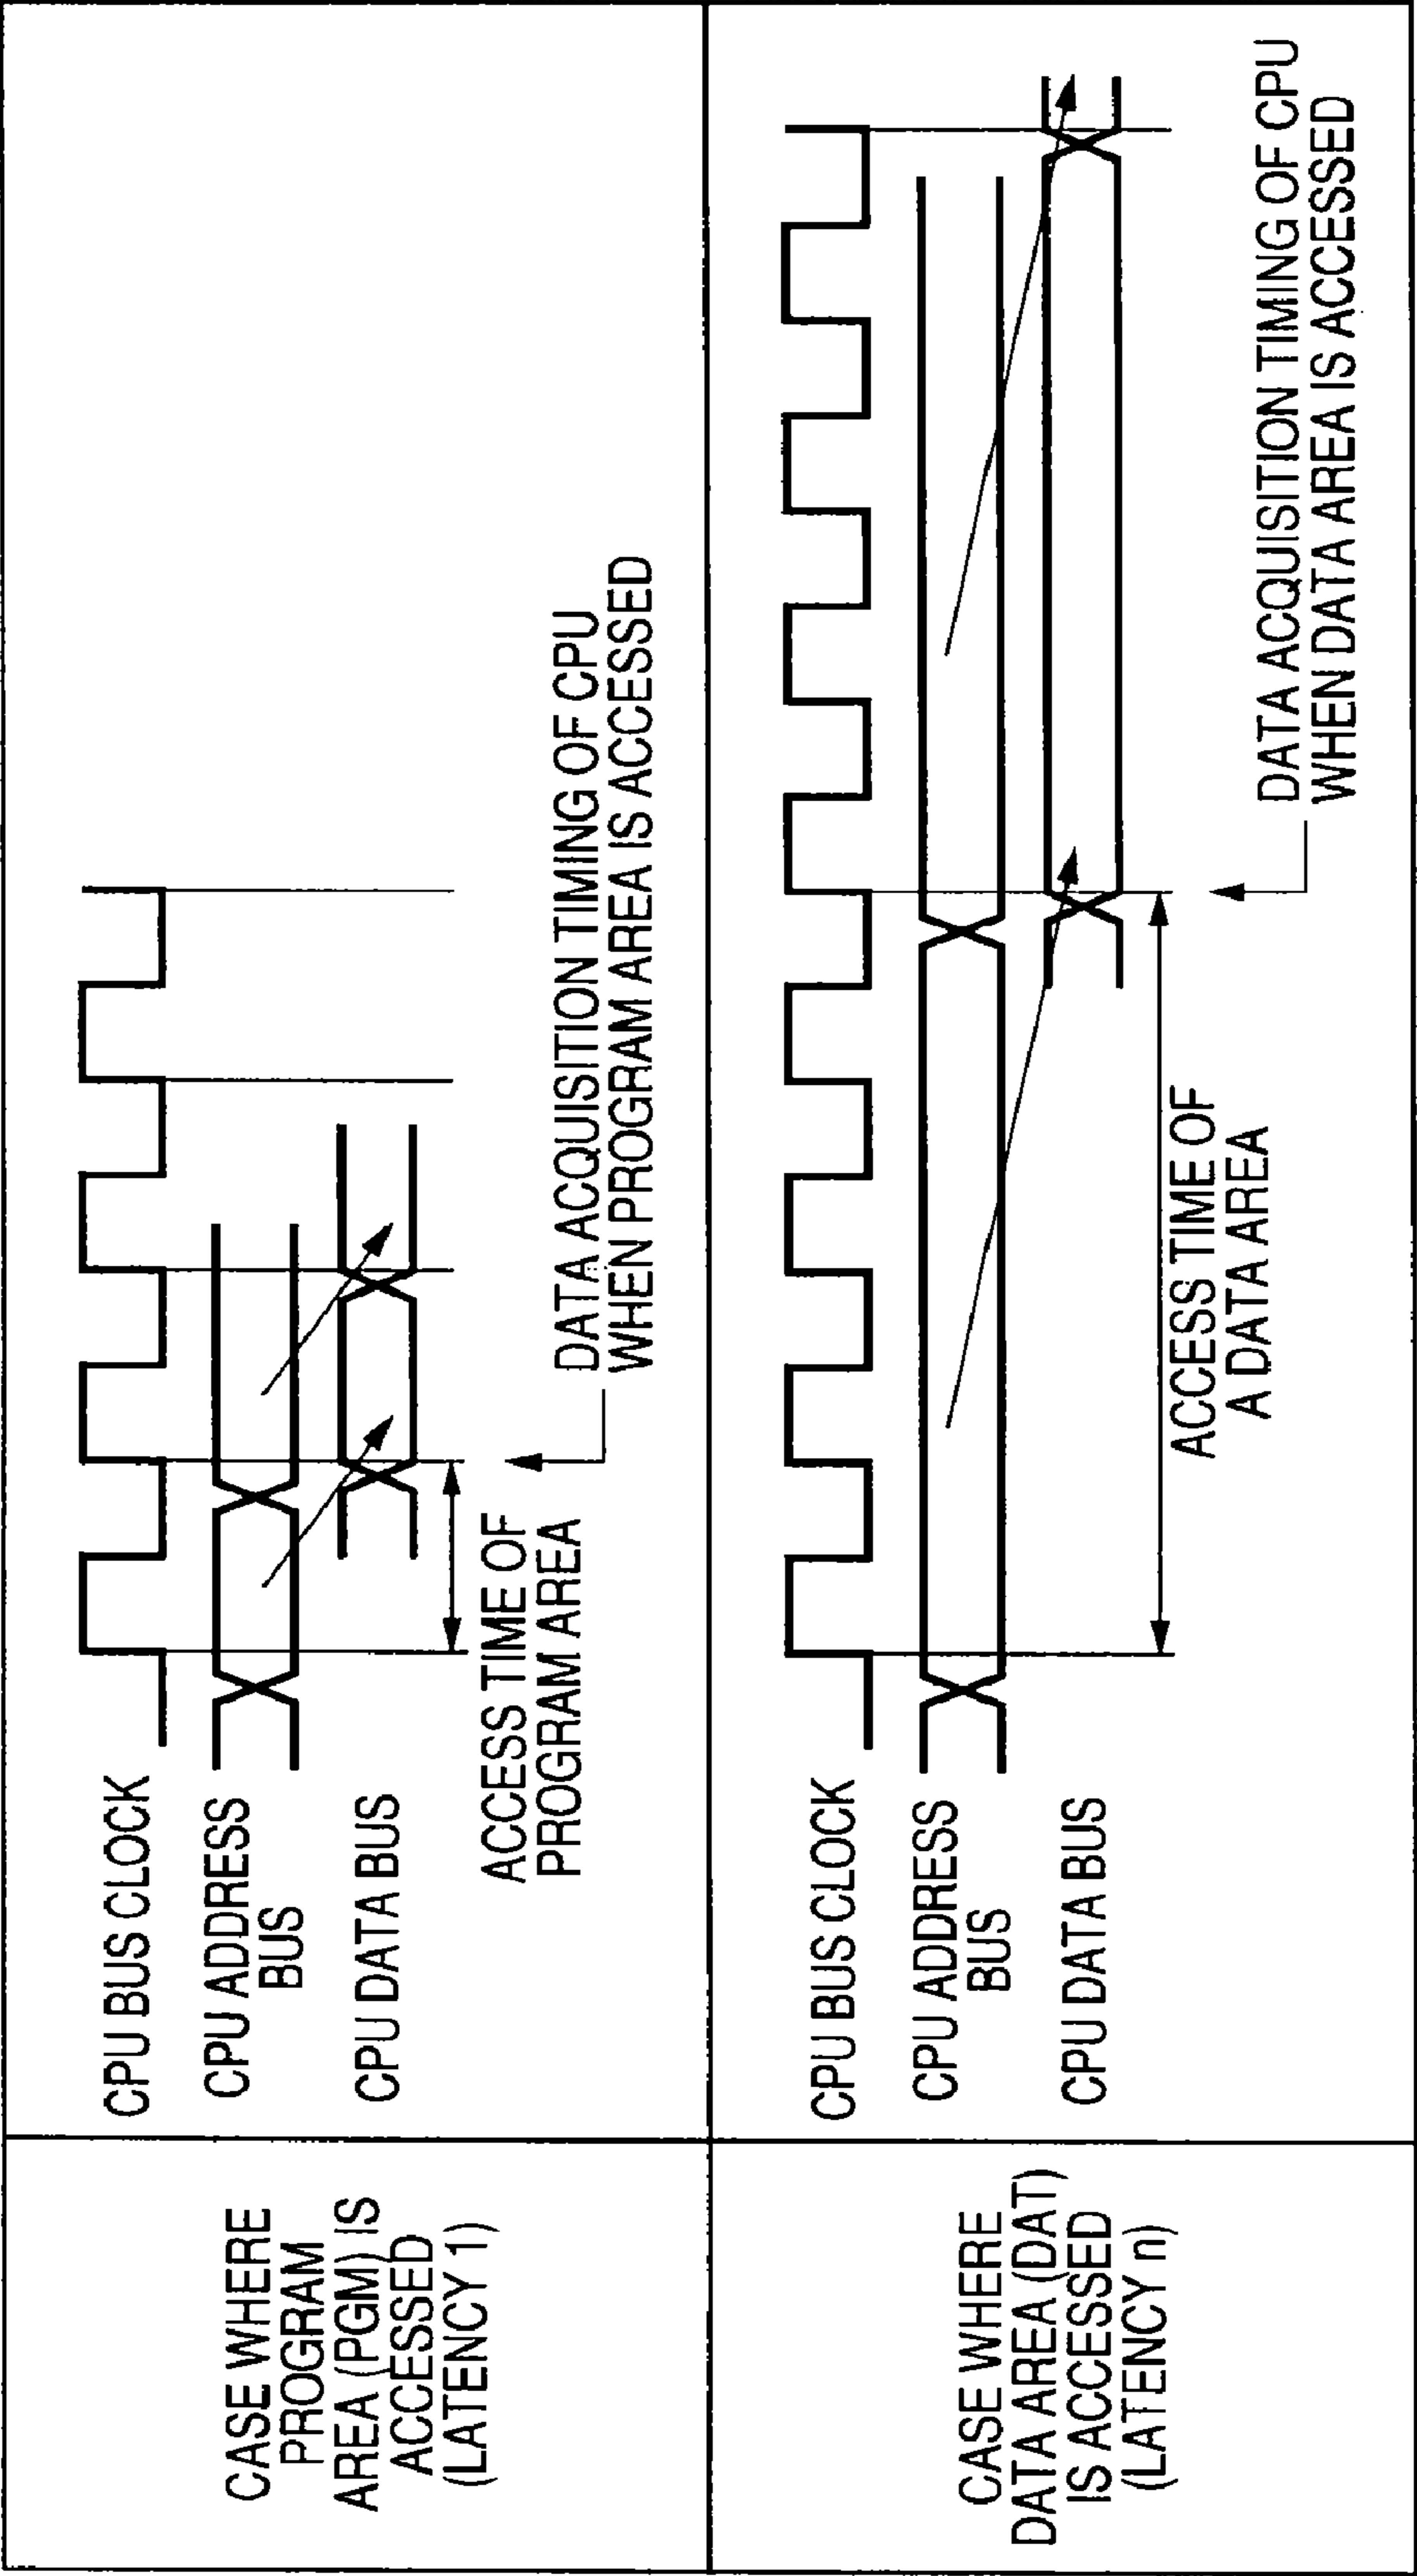 CASE WHERE
PROGRAM
AREA (PGM) IS
ACCESSED
(LATENCY 1)
CPU BUS CLOCK
CPU ADDRESS
BUS
CPU DATA BUS
ACCESS TIME OF
PROGRAM AREA
DATA ACQUISITION TIMING OF CPU
WHEN PROGRAM AREA IS ACCESSED
CASE WHERE
DATA AREA (DAT)
IS ACCESSED
(LATENCY n)
CPU BUS CLOCK
CPU ADDRESS
BUS
CPU DATA BUS
ACCESS TIME OF
A DATA AREA
DATA ACQUISITION TIMING OF CPU
WHEN DATA AREA IS ACCESSED